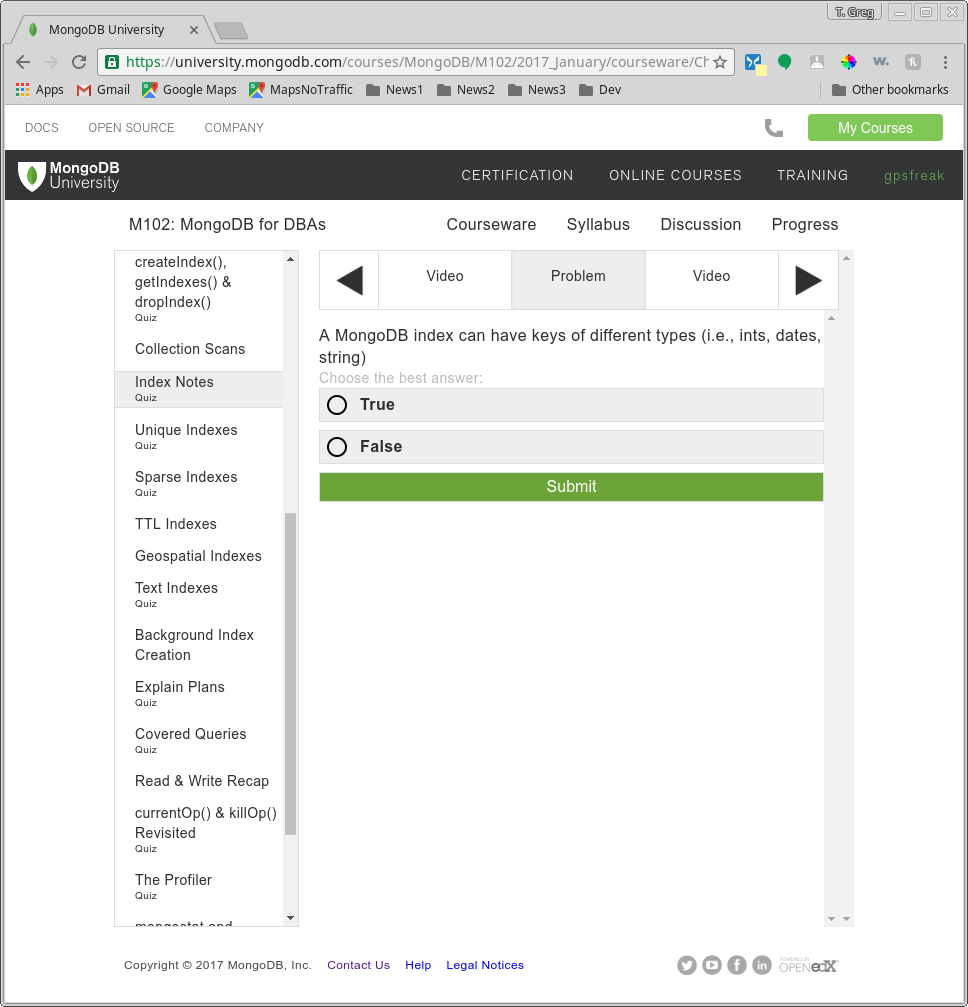 T. Greg
MongoDB University
https://university.mongodb.com/courses/MongoDB/M102/2017_January/courseware/Ch
Apps Gmail Google Maps MapsNoTraffic News1 News2 News3 Dev Other bookmarks
DOCS OPEN SOURCE COMPANY My Courses
MongoDB
University
CERTIFICATION ONLINE COURSES TRAINING gpsfreak
M102: MongoDB for DBAs Courseware Syllabus Discussion Progress
createIndex(),
getIndexes() &
dropIndex()
Quiz
Collection Scans
Index Notes
Quiz
Unique Indexes
Quiz
Sparse Indexes
Quiz
TTL Indexes
Geospatial Indexes
Text Indexes
Quiz
Background Index
Creation
Explain Plans
Quiz
Covered Queries
Quiz
Read & Write Recap
currentOp() & killOp()
Revisited
Quiz
The Profiler
Quiz
mongostat and
Video Problem Video
A MongoDB index can have keys of different types (i.e., ints, dates,
string)
Choose the best answer:
True
False
Submit
Copyright © 2017 MongoDB, Inc. Contact Us Help Legal Notices
POWERED BY
OPEN edX